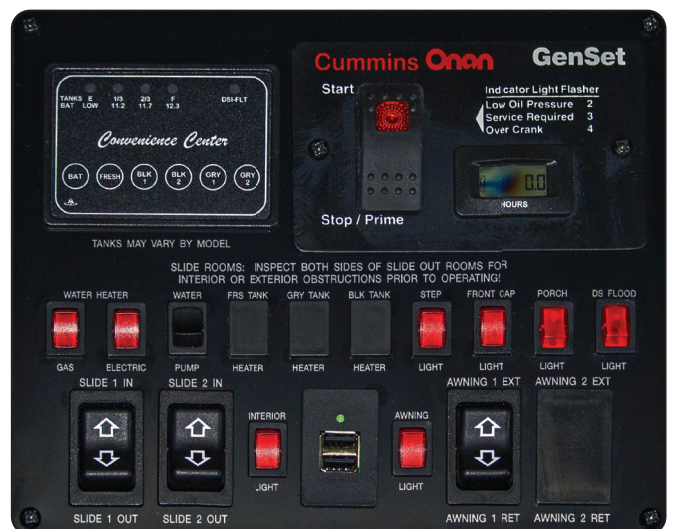 Cummins Onan GenSet
Start
Indicator Light Flasher
Low Oil Pressure 2
Service Required 3
Over Crank 4
Stop / Prime
0.0
HOURS
TANKS E 1/3 2/3 F DSI-FLT
BAT LOW 11.2 11.7 12.3
Convenience Center
BAT FRESH BLK 1 BLK 2 GRY 1 GRY 2
TANKS MAY VARY BY MODEL
SLIDE ROOMS: INSPECT BOTH SIDES OF SLIDE OUT ROOMS FOR
INTERIOR OR EXTERIOR OBSTRUCTIONS PRIOR TO OPERATING!
WATER HEATER WATER FRS TANK GRY TANK BLK TANK STEP FRONT CAP PORCH DS FLOOD
GAS ELECTRIC PUMP HEATER HEATER HEATER LIGHT LIGHT LIGHT LIGHT
SLIDE 1 IN SLIDE 2 IN AWNING 1 EXT AWNING 2 EXT
INTERIOR AWNING
LIGHT LIGHT
SLIDE 1 OUT SLIDE 2 OUT AWNING 1 RET AWNING 2 RET